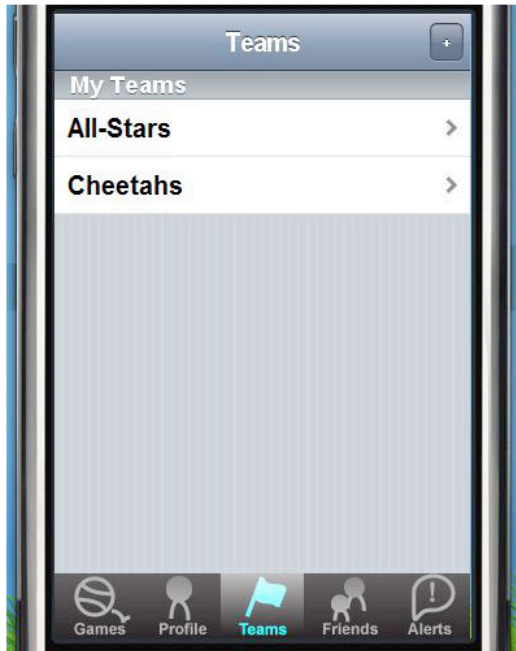 Teams
+
My Teams
All-Stars
Cheetahs
Games Profile Teams Friends Alerts